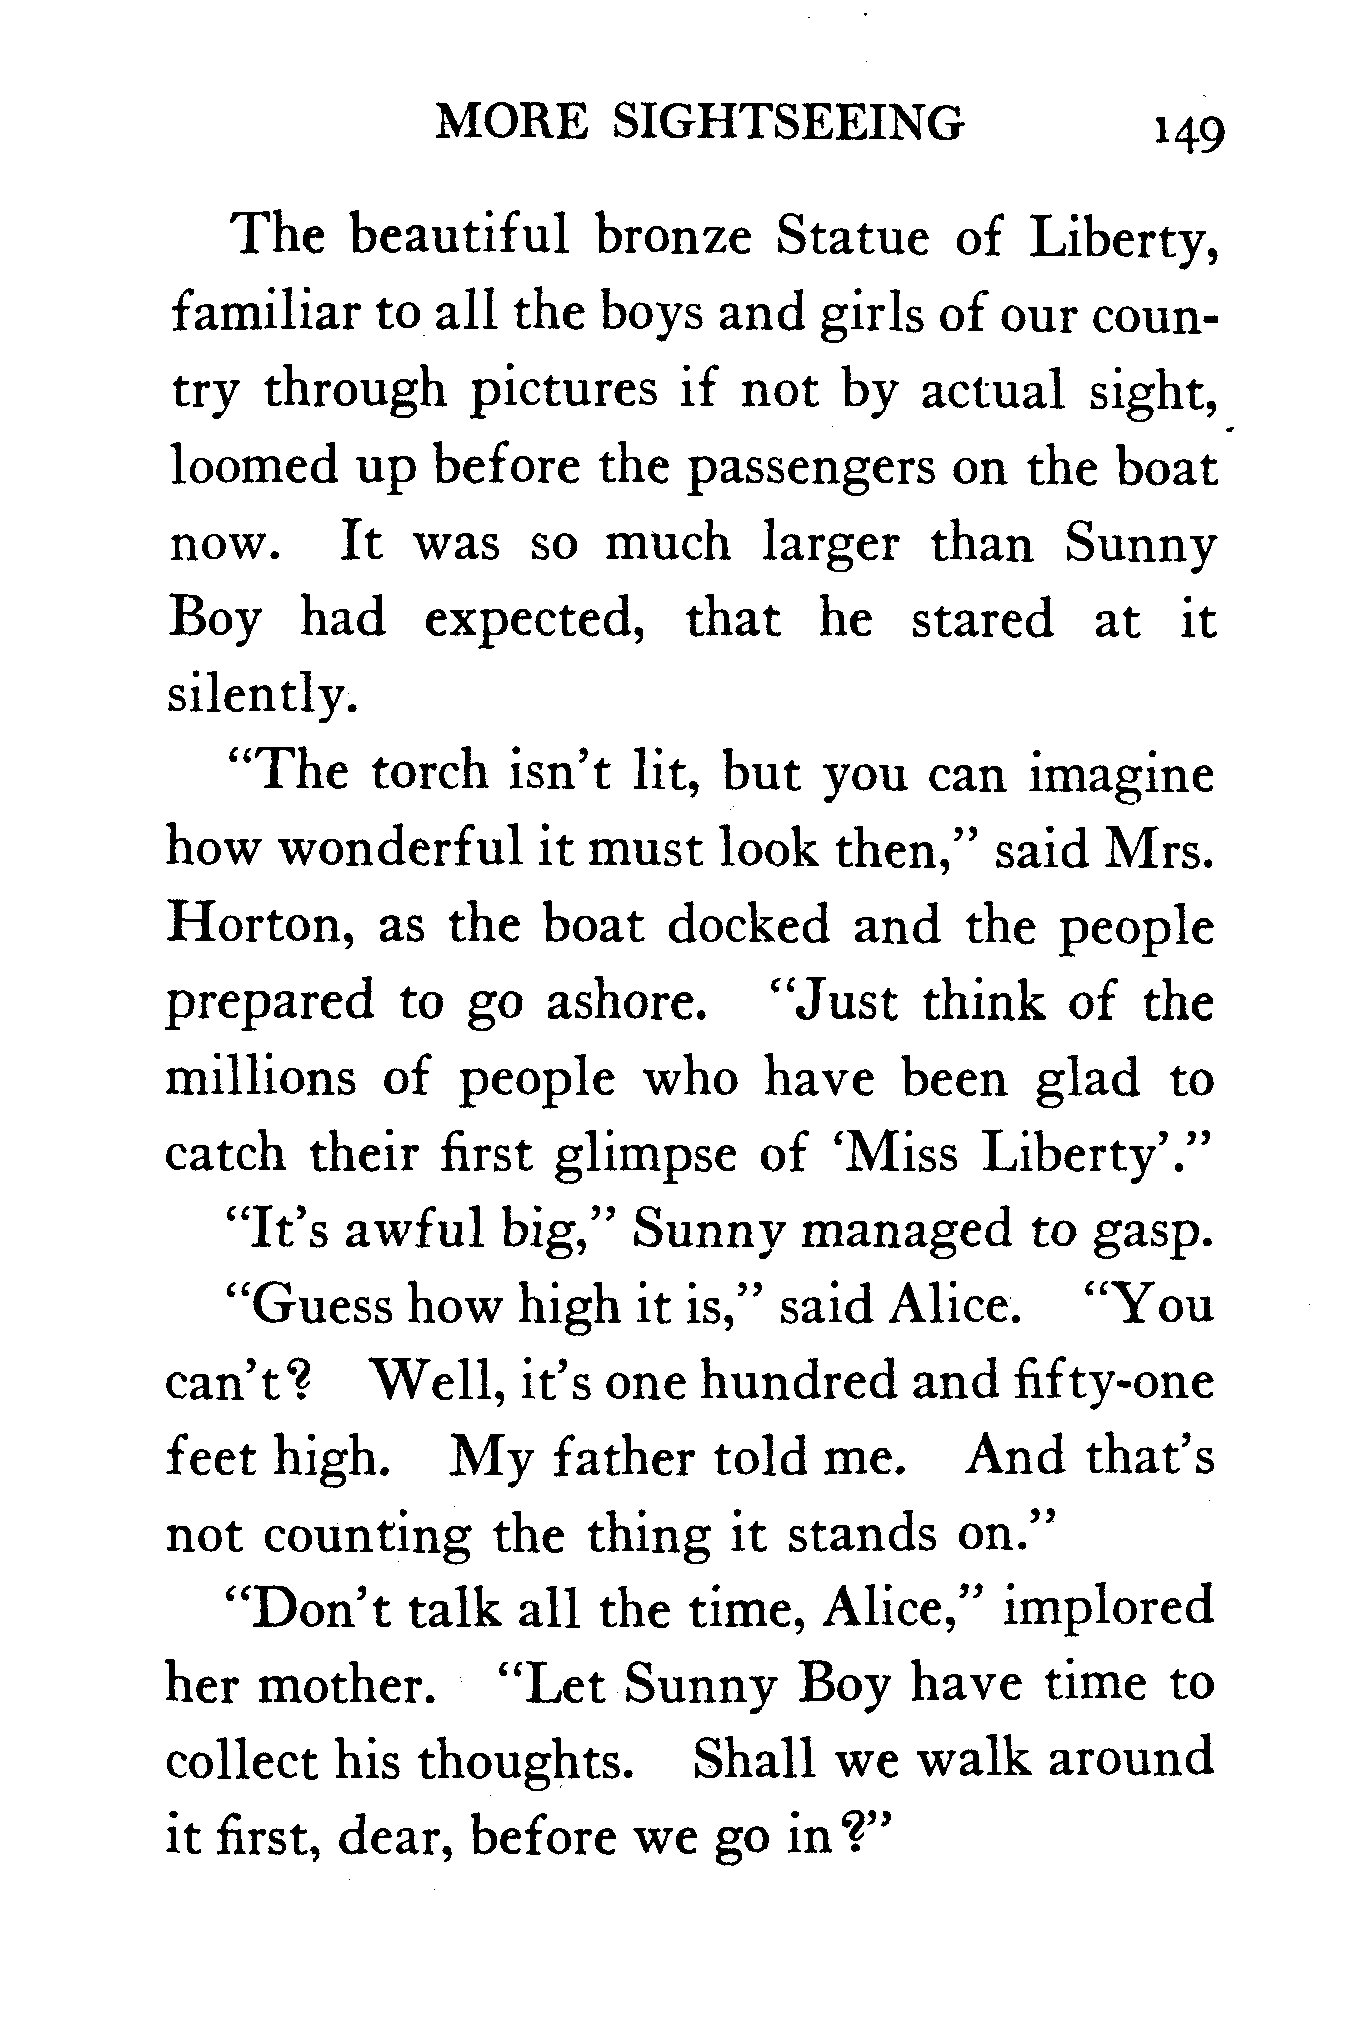 MORE SIGHTSEEING 149
The beautiful bronze Statue of Liberty,
familiar to all the boys and girls of our coun-
try through pictures if not by actual sight,
loomed up before the passengers on the boat
now. It was so much larger than Sunny
Boy had expected, that he stared at it
silently.
“The torch isn’t lit, but you can imagine
how wonderful it must look then,” said Mrs.
Horton, as the boat docked and the people
prepared to go ashore. “Just think of the
millions of people who have been glad to
catch their first glimpse of ‘Miss Liberty’.”
“It’s awful big,” Sunny managed to gasp.
“Guess how high it is,” said Alice. “You
can’t? Well, it’s one hundred and fifty-one
feet high. My father told me. And that’s
not counting the thing it stands on.”
“Don’t talk all the time, Alice,” implored
her mother. “Let Sunny Boy have time to
collect his thoughts. Shall we walk around
it first, dear, before we go in?”